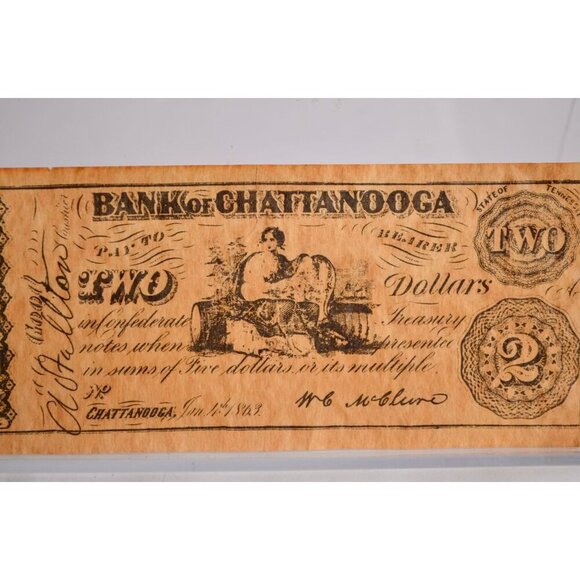 BANK OF CHATTANOOGA
STATE OF
PAY TO
BEARER
TWO
TWO
Dollars
in Confederate
Treasury
notes, when
presented
in sums of Five dollars or its multiple.
2
No
CHATTANOOGA, Jan 4th 1863
W C McClure